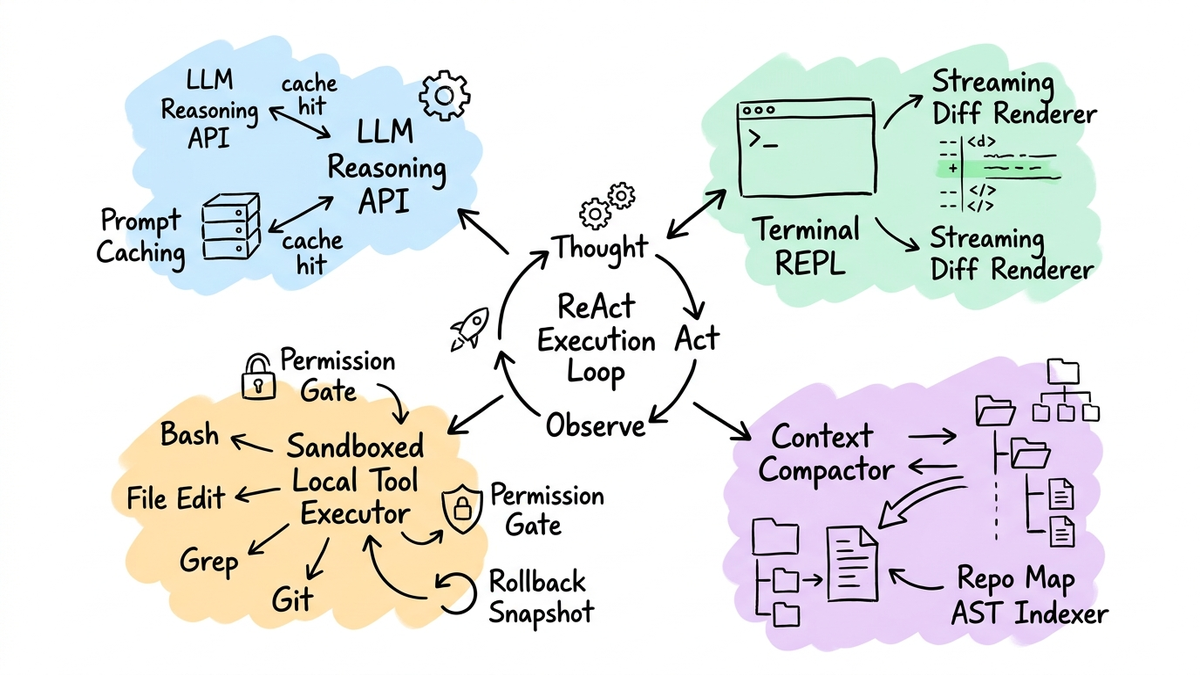 LLM
Reasoning
API
cache
hit
LLM
Reasoning
API
Prompt
Caching
cache
hit
>_
Terminal
REPL
Streaming
Diff Renderer
<d>
+
</>
</>
Streaming
Diff Renderer
Thought
ReAct
Execution
Loop
Act
Observe
Permission
Gate
Bash
File Edit
Grep
Git
Sandboxed
Local Tool
Executor
Permission
Gate
Rollback
Snapshot
Context
Compactor
Repo Map
AST Indexer